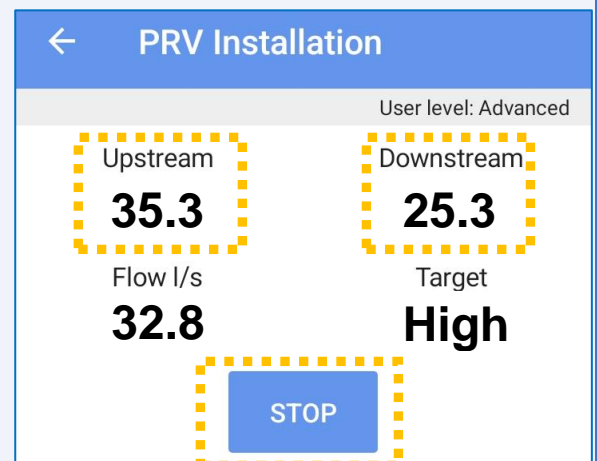 ← PRV Installation
User level: Advanced
Upstream Downstream
35.3 25.3
Flow l/s Target
32.8 High
STOP